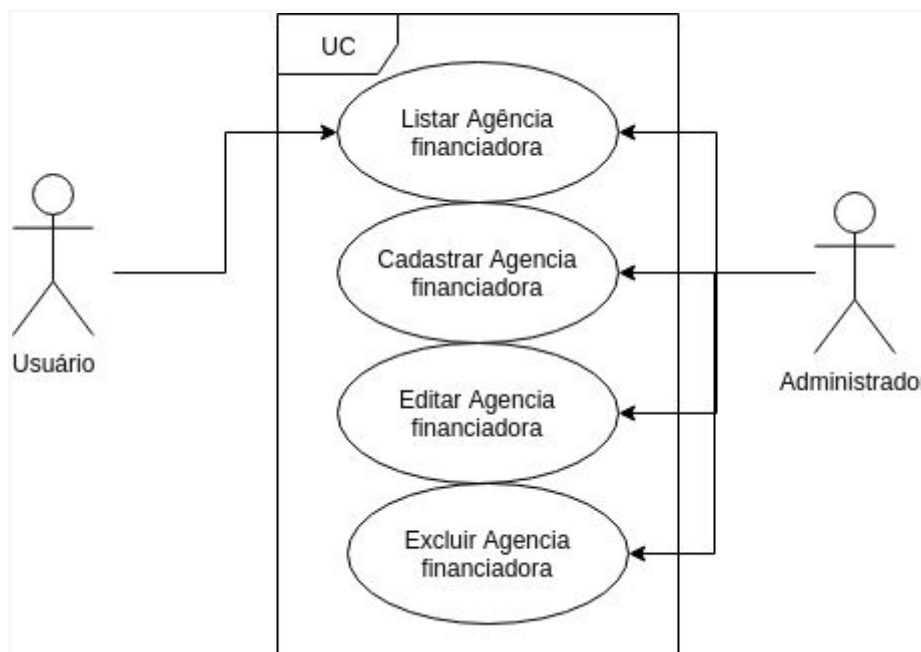 UC
Listar Agência
financiadora
Cadastrar Agencia
financiadora
Editar Agencia
financiadora
Excluir Agencia
financiadora
Usuário
Administrado